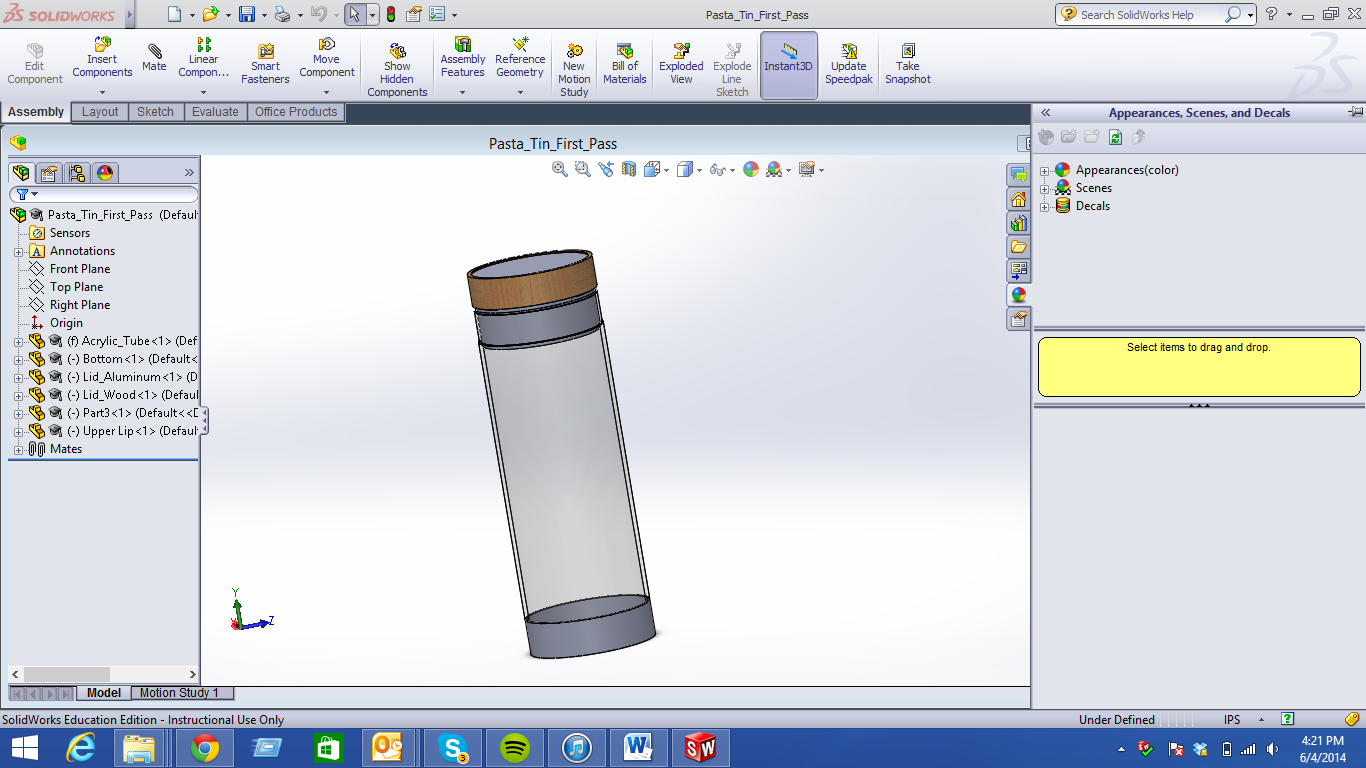 SOLIDWORKS
Pasta_Tin_First_Pass
Search SolidWorks Help
Edit Component
Insert Components
Mate
Linear Compon...
Smart Fasteners
Move Component
Show Hidden Components
Assembly Features
Reference Geometry
New Motion Study
Bill of Materials
Exploded View
Explode Line Sketch
Instant3D
Update Speedpak
Take Snapshot
Assembly
Layout
Sketch
Evaluate
Office Products
Appearances, Scenes, and Decals
Pasta_Tin_First_Pass
Pasta_Tin_First_Pass (Defaul
Sensors
Annotations
Front Plane
Top Plane
Right Plane
Origin
(f) Acrylic_Tube<1> (Def
(-) Bottom<1> (Default<
(-) Lid_Aluminum<1> (D
(-) Lid_Wood<1> (Defaul
(-) Part3<1> (Default<<D
(-) Upper Lip<1> (Defaul
Mates
Appearances(color)
Scenes
Decals
Select items to drag and drop.
Y
Z
Model
Motion Study 1
SolidWorks Education Edition - Instructional Use Only
Under Defined
IPS
4:21 PM
6/4/2014